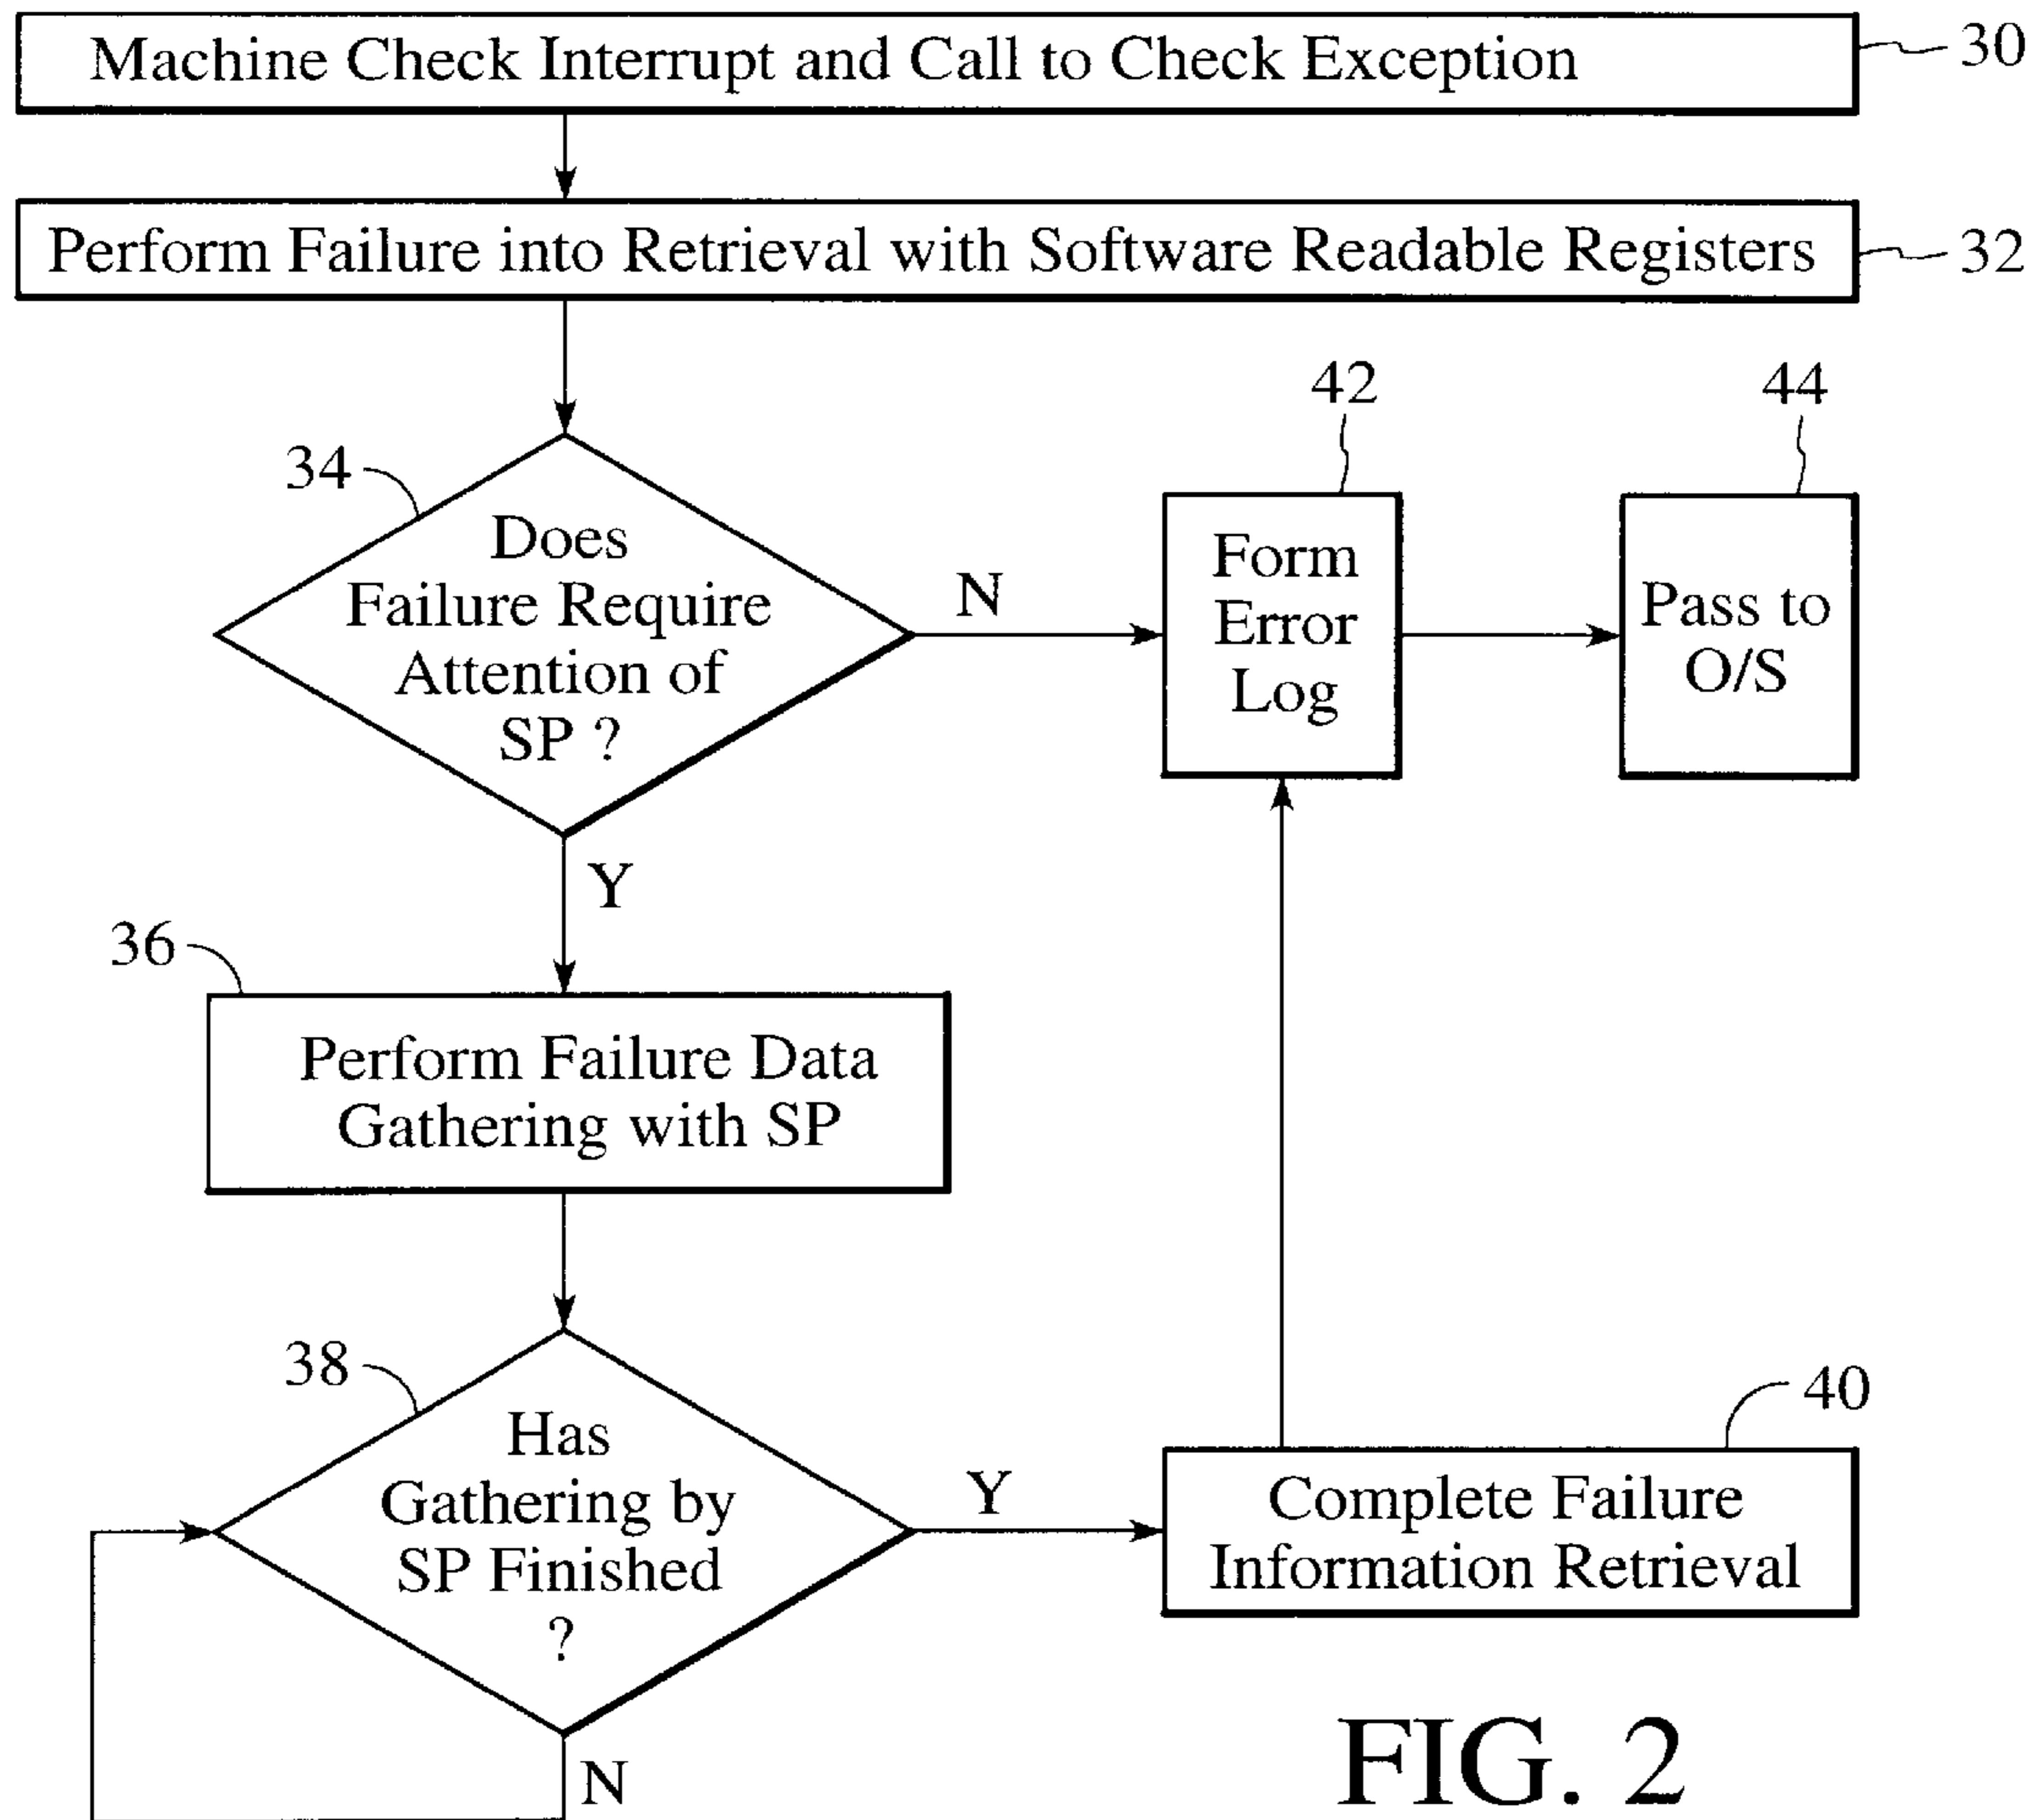 Machine Check Interrupt and Call to Check Exception
30
Perform Failure into Retrieval with Software Readable Registers
32
34
Does
Failure Require
Attention of
SP ?
N
Y
42
Form
Error
Log
44
Pass to
O/S
36
Perform Failure Data
Gathering with SP
38
Has
Gathering by
SP Finished
?
Y
N
40
Complete Failure
Information Retrieval
FIG. 2